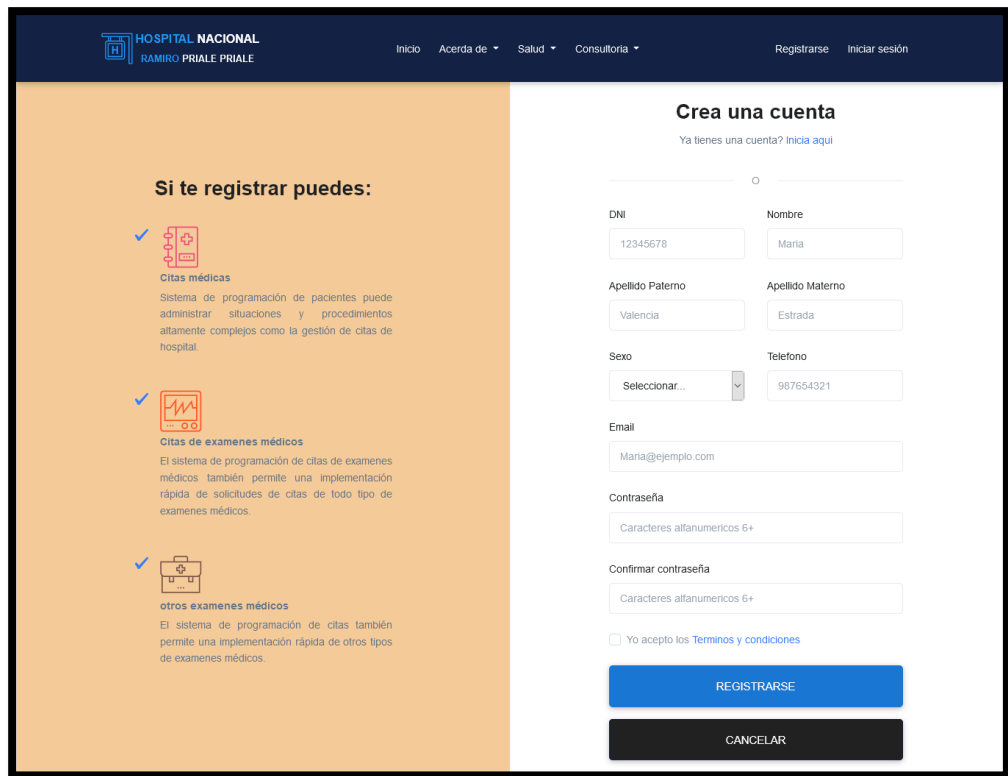 HOSPITAL NACIONAL
RAMIRO PRIALE PRIALE
Inicio Acerda de Salud Consultoria Registrarse Iniciar sesión
Si te registrar puedes:
Citas médicas
Sistema de programación de pacientes puede
administrar situaciones y procedimientos
altamente complejos como la gestión de citas de
hospital.
Citas de examenes médicos
El sistema de programación de citas de examenes
médicos también permite una implementación
rápida de solicitudes de citas de todo tipo de
examenes médicos.
otros examenes médicos
El sistema de programación de citas también
permite una implementación rápida de otros tipos
de examenes médicos.
Crea una cuenta
Ya tienes una cuenta? Inicia aqui
O
DNI Nombre
12345678 Maria
Apellido Paterno Apellido Materno
Valencia Estrada
Sexo Telefono
Seleccionar... 987654321
Email
Maria@ejemplo.com
Contraseña
Caracteres alfanumericos 6+
Confirmar contraseña
Caracteres alfanumericos 6+
Yo acepto los Terminos y condiciones
REGISTRARSE
CANCELAR